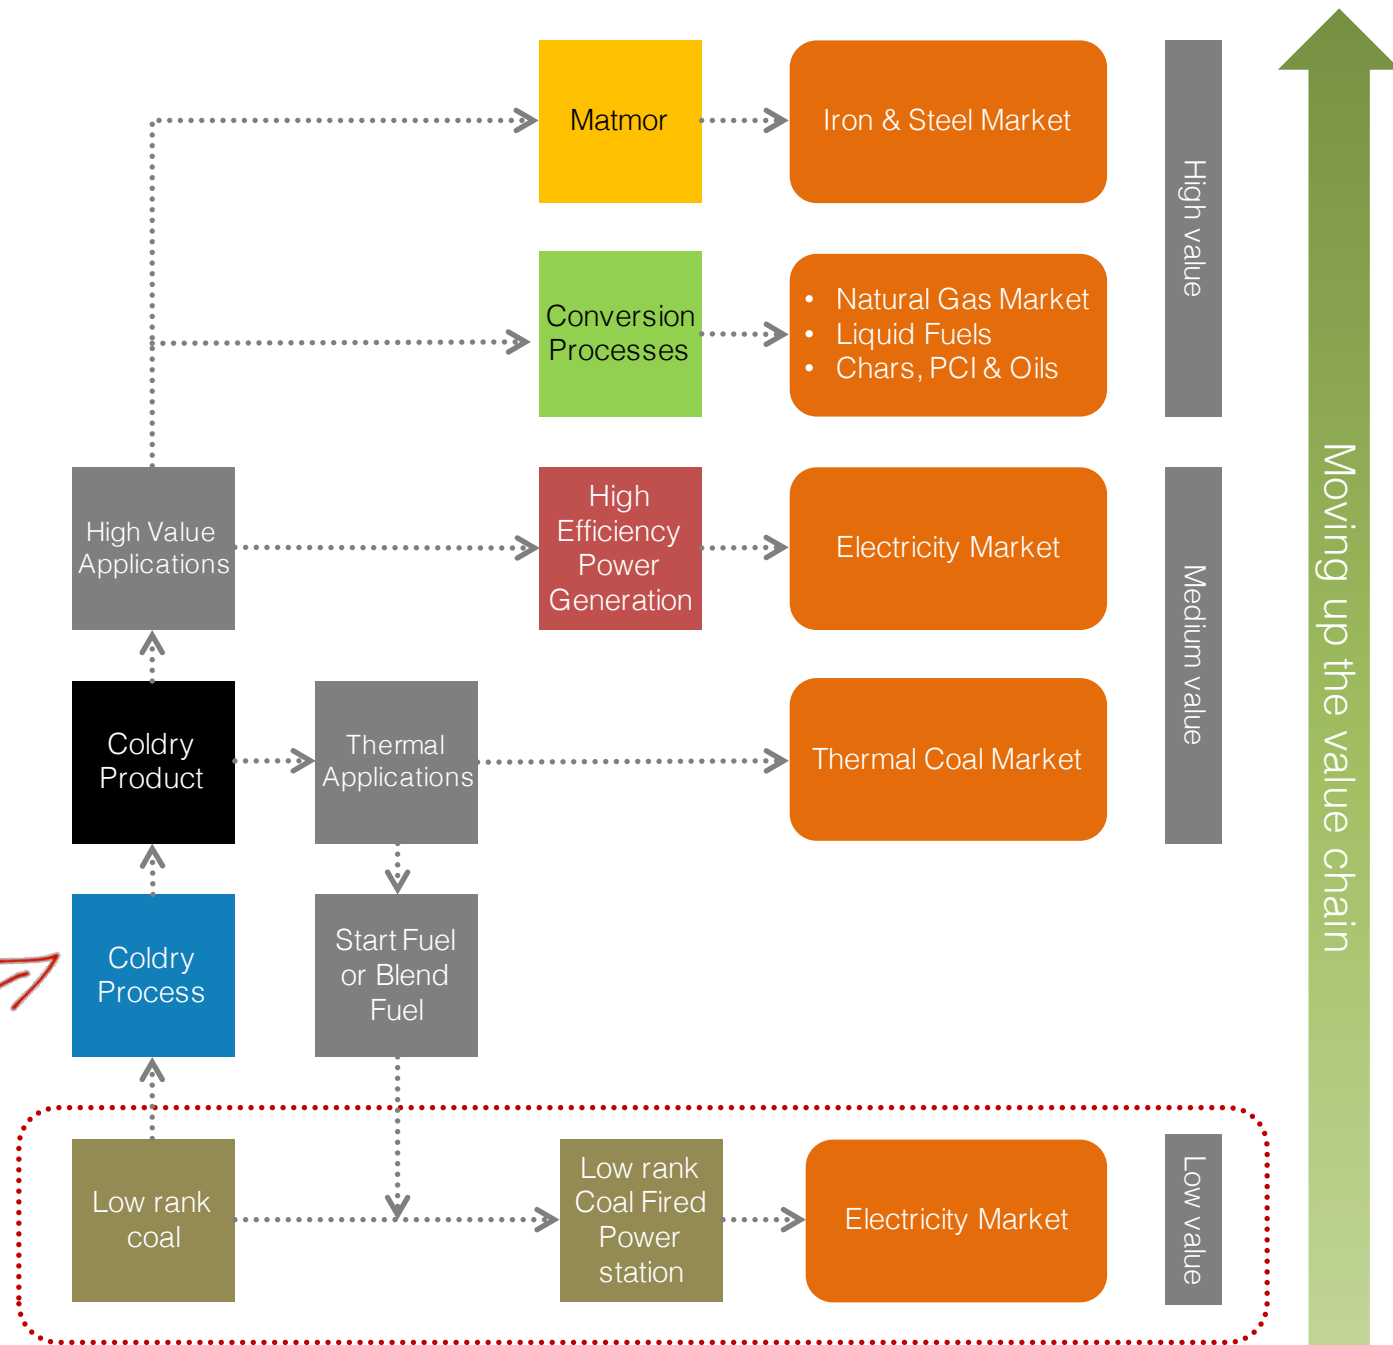 Matmor
Iron & Steel Market
High value
Conversion
Processes
• Natural Gas Market
• Liquid Fuels
• Chars, PCI & Oils
Moving up the value chain
High Value
Applications
High
Efficiency
Power
Generation
Electricity Market
Medium value
Coldry
Product
Thermal
Applications
Thermal Coal Market
Coldry
Process
Start Fuel
or Blend
Fuel
Low rank
coal
Low rank
Coal Fired
Power
station
Electricity Market
Low value